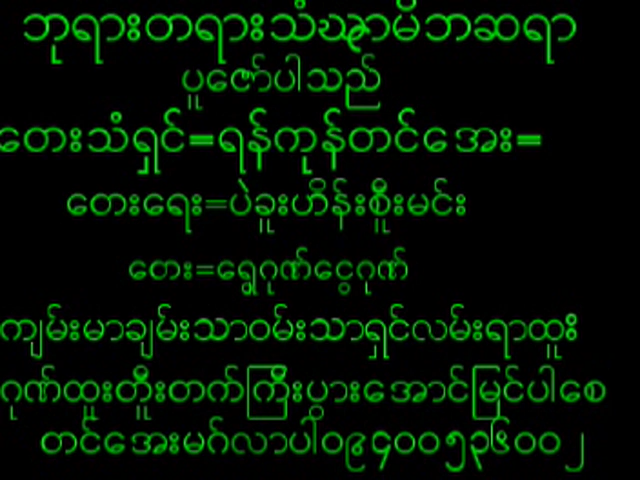 ဘုရားတရားသံဃာမိဘဆရာ
ပူဇော်ပါသည်
တေးသံရှင်=ရန်ကုန်တင်အေး=
တေးရေး=ပဲခူးဟိန်းစိူးမင်း
တေး=ရွှေဂုဏ်ငွေဂုဏ်
ကျမ်းမာချမ်းသာဝမ်းသာရှင်လမ်းရာထူး
ဂုဏ်ထူးတိူးတက်ကြီးပွားအောင်မြင်ပါစေ
တင်အေးမင်္ဂလာပါ၀၉၄၀၀၅၃၆၀၀၂